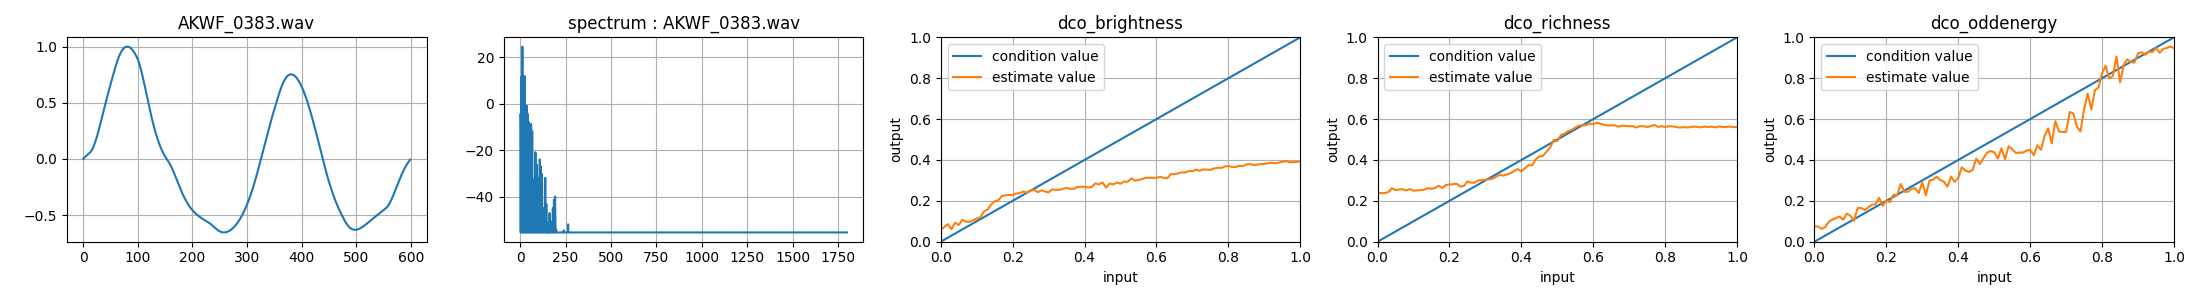 AKWF_0383.wav
1.0
0.5
0.0
−0.5
0 100 200 300 400 500 600
spectrum : AKWF_0383.wav
20
0
−20
−40
0 250 500 750 1000 1250 1500 1750
dco_brightness
condition value
estimate value
output
1.0
0.8
0.6
0.4
0.2
0.0
0.0 0.2 0.4 0.6 0.8 1.0
input
dco_richness
condition value
estimate value
output
1.0
0.8
0.6
0.4
0.2
0.0
0.0 0.2 0.4 0.6 0.8 1.0
input
dco_oddenergy
condition value
estimate value
output
1.0
0.8
0.6
0.4
0.2
0.0
0.0 0.2 0.4 0.6 0.8 1.0
input